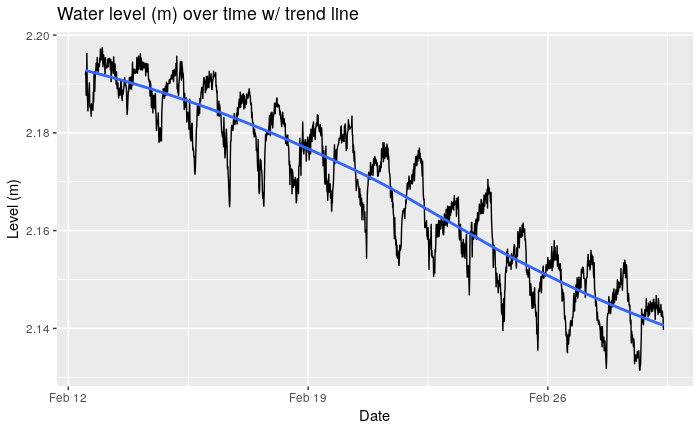 Water level (m) over time w/ trend line
2.20
2.18
2.16
2.14
Level (m)
Feb 12
Feb 19
Feb 26
Date